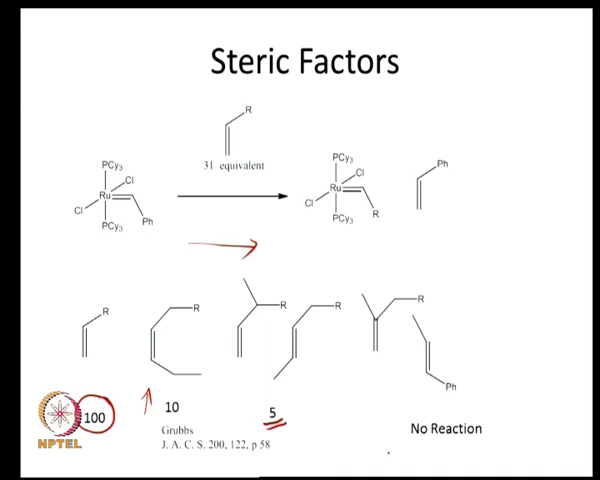 Steric Factors
R
31 equivalent
PCy3
Cl
Ru
Cl
PCy3
Ph
PCy3
Cl
Ru
Cl
PCy3
R
Ph
R
R
R
R
R
Ph
100
10
5
No Reaction
Grubbs
J. A. C. S. 200, 122, p 58
NPTEL